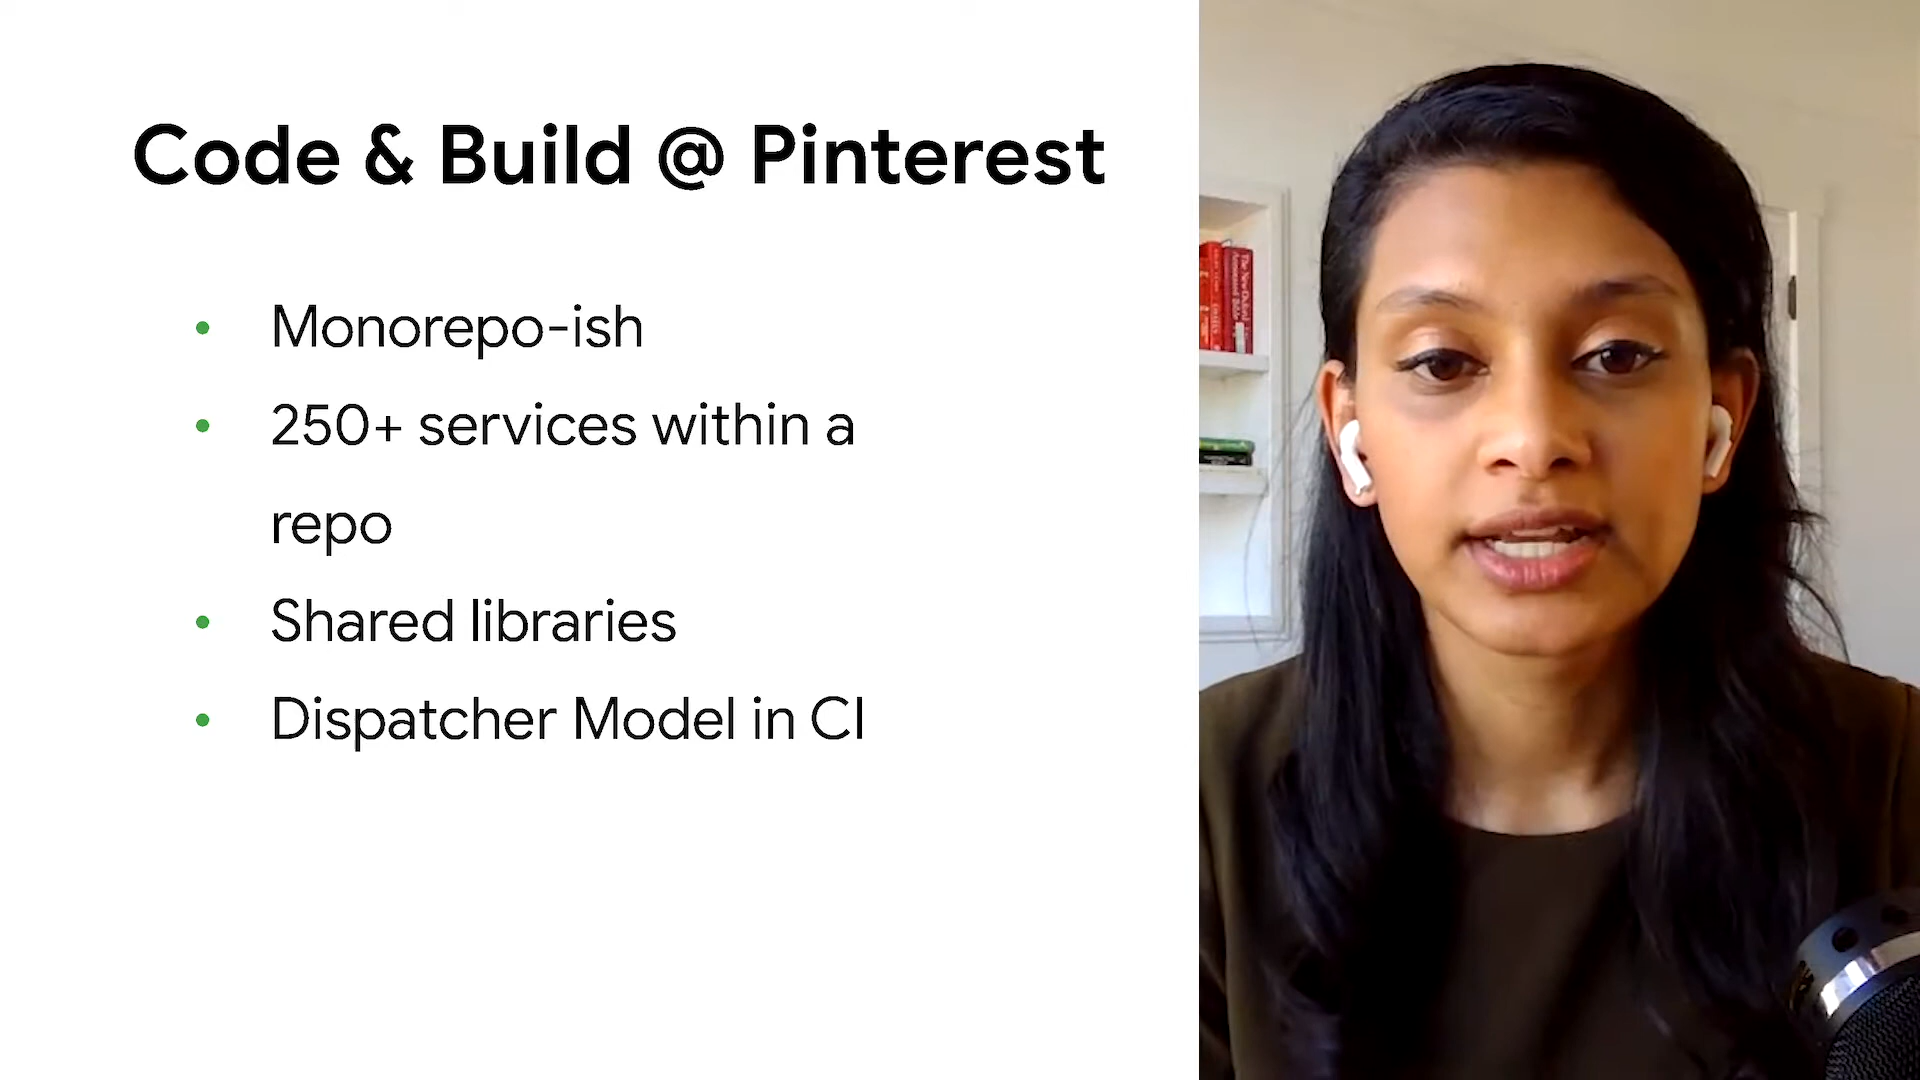 Code & Build @ Pinterest
• Monorepo-ish
• 250+ services within a
repo
• Shared libraries
• Dispatcher Model in CI